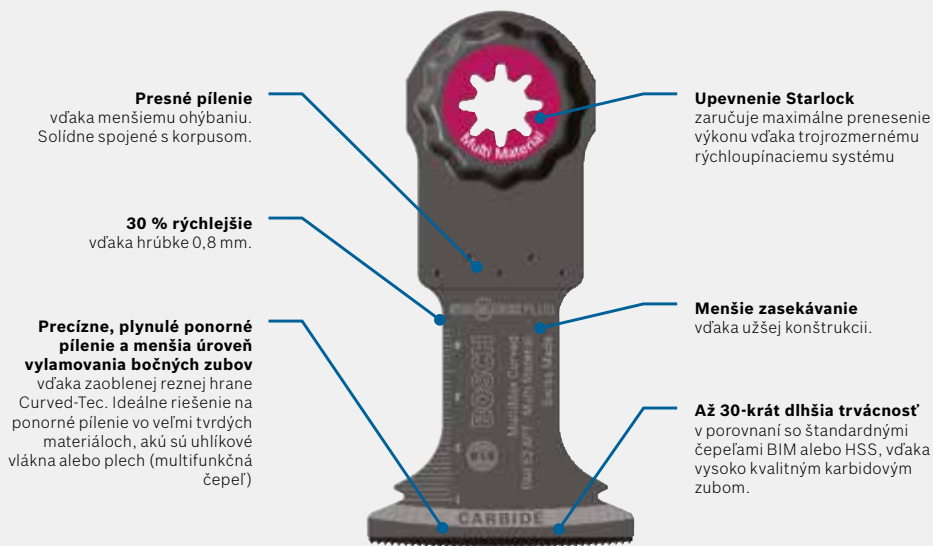 Presné pílenie
vďaka menšiemu ohýbaniu.
Solídne spojené s korpusom.
30 % rýchlejšie
vďaka hrúbke 0,8 mm.
Precízne, plynulé ponorné
pílenie a menšia úroveň
vylamovania bočných zubov
vďaka zaoblenej reznej hrane
Curved-Tec. Ideálne riešenie na
ponorné pílenie vo veľmi tvrdých
materiáloch, akú sú uhlíkové
vlákna alebo plech (multifunkčná
čepeľ)
Multi Material
PLUS
BOSCH
MultiMax Curved
Multi Material
Swiss Made
CARBIDE
Upevnenie Starlock
zaručuje maximálne prenesenie
výkonu vďaka trojrozmernému
rýchloupínaciemu systému
Menšie zasekávanie
vďaka užšej konštrukcii.
Až 30-krát dlhšia trvácnosť
v porovnaní so štandardnými
čepeľami BIM alebo HSS, vďaka
vysoko kvalitným karbidovým
zubom.